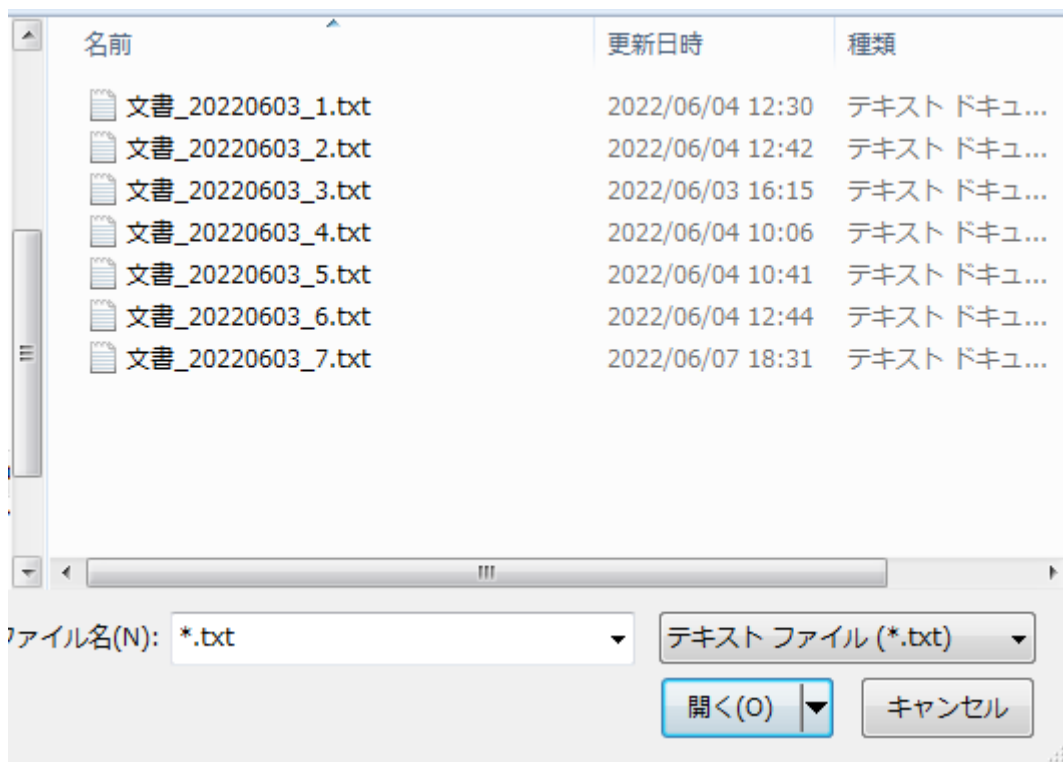 名前 更新日時 種類
文書_20220603_1.txt 2022/06/04 12:30 テキスト ドキュ...
文書_20220603_2.txt 2022/06/04 12:42 テキスト ドキュ...
文書_20220603_3.txt 2022/06/03 16:15 テキスト ドキュ...
文書_20220603_4.txt 2022/06/04 10:06 テキスト ドキュ...
文書_20220603_5.txt 2022/06/04 10:41 テキスト ドキュ...
文書_20220603_6.txt 2022/06/04 12:44 テキスト ドキュ...
文書_20220603_7.txt 2022/06/07 18:31 テキスト ドキュ...
ファイル名(N): *.txt テキスト ファイル (*.txt)
開く(O) キャンセル